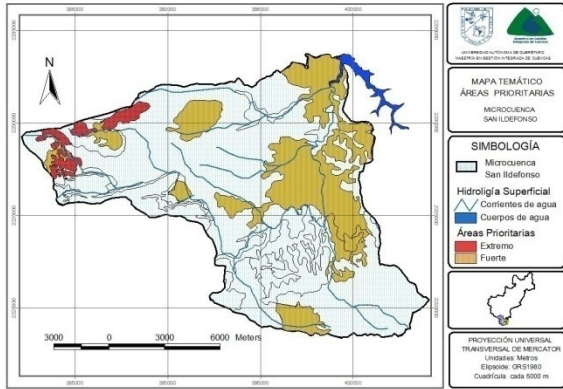 N
3000 0 3000 6000 Meters
UNIVERSIDAD AUTÓNOMA DE QUERÉTARO
MAESTRÍA EN GESTIÓN INTEGRADA DE CUENCAS
MAPA TEMÁTICO
ÁREAS PRIORITARIAS
MICROCUENCA
SAN ILDEFONSO
SIMBOLOGÍA
Microcuenca
San Ildefonso
Hidroligía Superficial
Corrientes de agua
Cuerpos de agua
Áreas Prioritarias
Extremo
Fuerte
PROYECCIÓN UNIVERSAL
TRANSVERSAL DE MERCATOR
Unidades: Metros
Elipsoide: GRS1980
Cuadrícula cada 6000 m